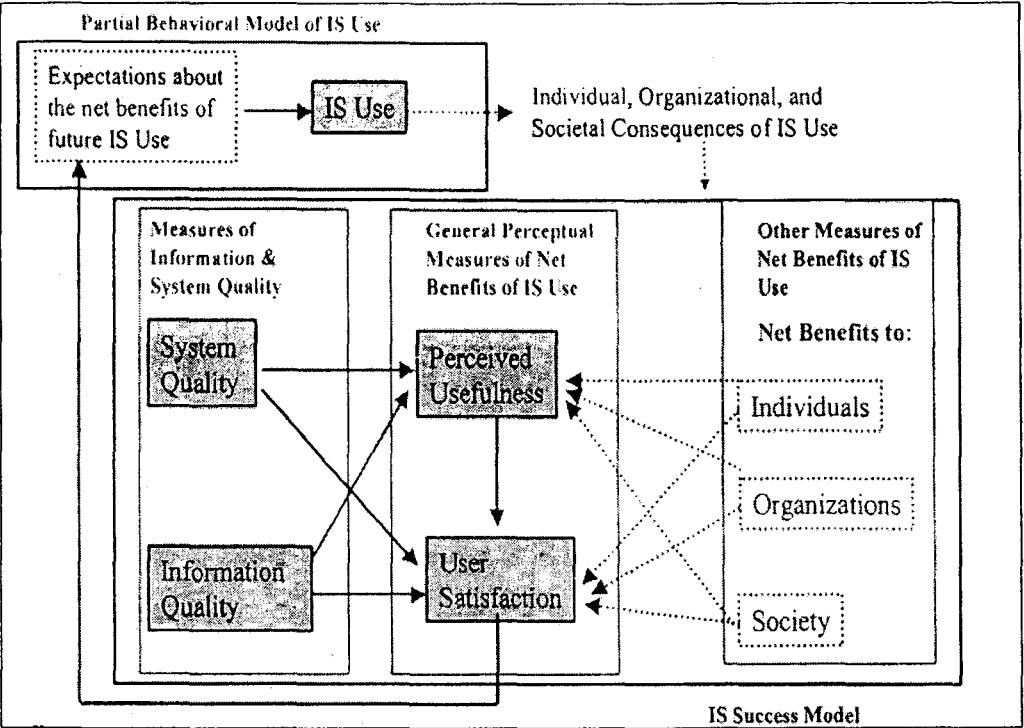 Partial Behavioral Model of IS Use
Expectations about
the net benefits of
future IS Use
IS Use
Individual, Organizational, and
Societal Consequences of IS Use
Measures of
Information &
System Quality
System
Quality
Information
Quality
General Perceptual
Measures of Net
Benefits of IS Use
Perceived
Usefulness
User
Satisfaction
Other Measures of
Net Benefits of IS
Use
Net Benefits to:
Individuals
Organizations
Society
IS Success Model